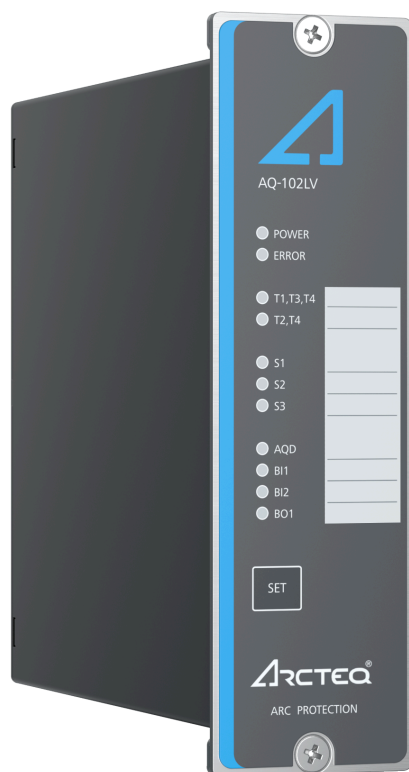 AQ-102LV
POWER
ERROR
T1,T3,T4
T2,T4
S1
S2
S3
AQD
BI1
BI2
BO1
SET
ARCTEQ®
ARC PROTECTION